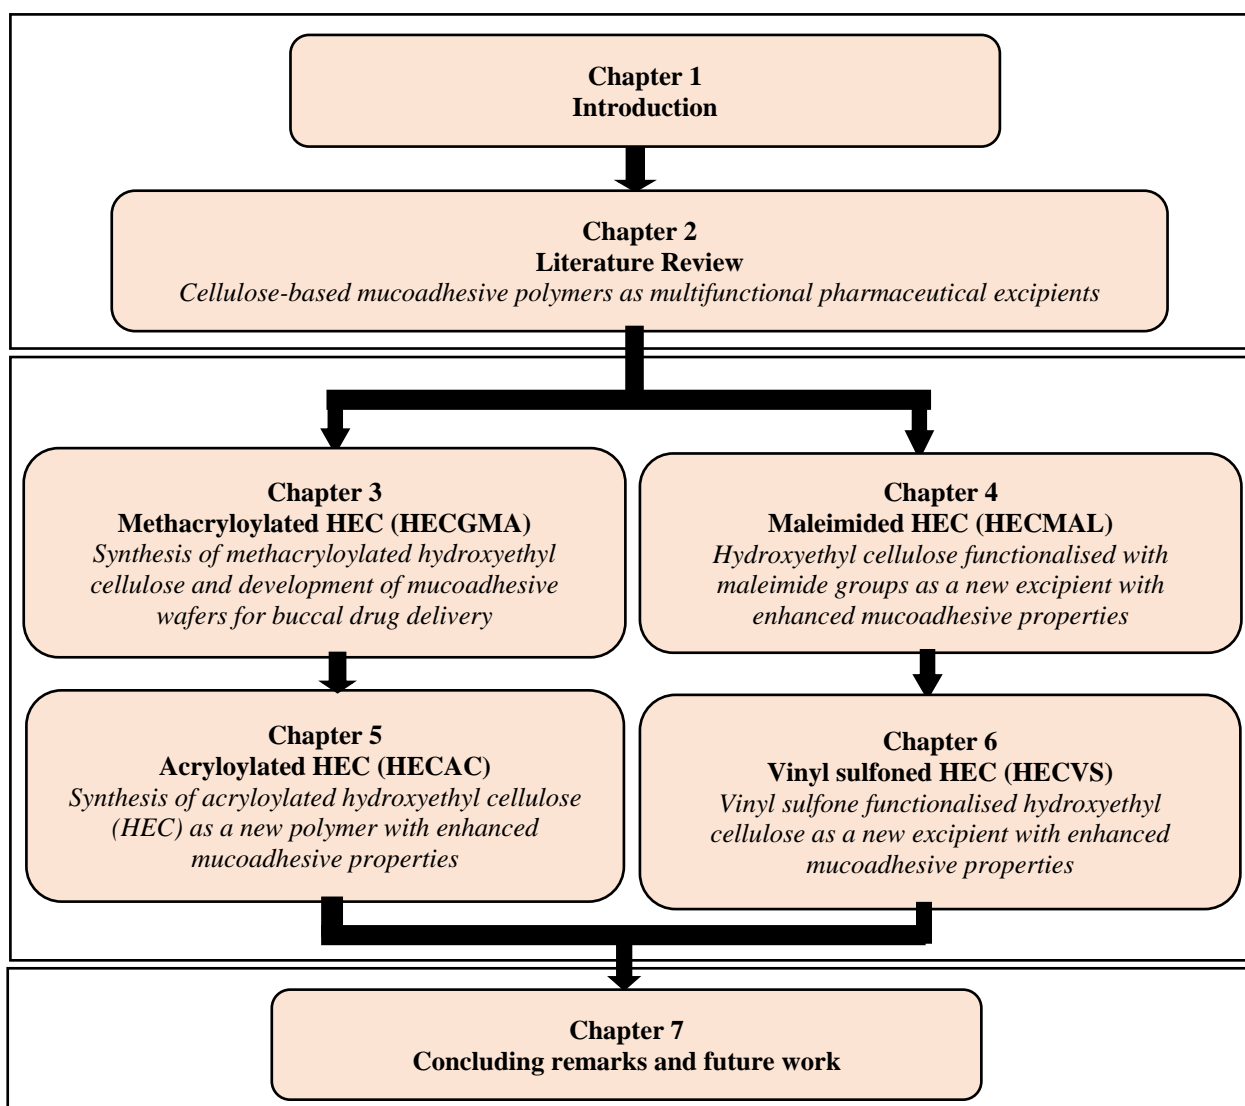 Chapter 1
Introduction
Chapter 2
Literature Review
Cellulose-based mucoadhesive polymers as multifunctional pharmaceutical excipients
Chapter 3
Methacryloylated HEC (HECGMA)
Synthesis of methacryloylated hydroxyethyl
cellulose and development of mucoadhesive
wafers for buccal drug delivery
Chapter 4
Maleimided HEC (HECMAL)
Hydroxyethyl cellulose functionalised with
maleimide groups as a new excipient with
enhanced mucoadhesive properties
Chapter 5
Acryloylated HEC (HECAC)
Synthesis of acryloylated hydroxyethyl cellulose
(HEC) as a new polymer with enhanced
mucoadhesive properties
Chapter 6
Vinyl sulfoned HEC (HECVS)
Vinyl sulfone functionalised hydroxyethyl
cellulose as a new excipient with enhanced
mucoadhesive properties
Chapter 7
Concluding remarks and future work